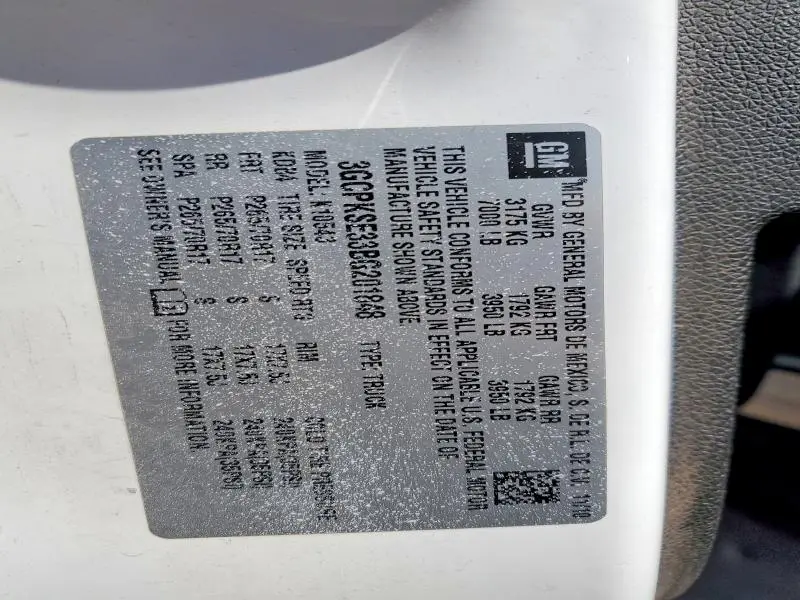 GM
MFD BY GENERAL MOTORS DE MEXICO, S. DE R.L. DE C.V. 10/10
GVWR GAWR FRT GAWR RR
3175 KG 1792 KG 1792 KG
7000 LB 3950 LB 3950 LB
THIS VEHICLE CONFORMS TO ALL APPLICABLE U.S. FEDERAL MOTOR
VEHICLE SAFETY STANDARDS IN EFFECT ON THE DATE OF
MANUFACTURE SHOWN ABOVE
TYPE: TRUCK
MODEL: K10543
TIRE SIZE SPEED RTG RIM COLD TIRE PRESSURE
FRT P265/70R17 S 17X7.5J
RR P265/70R17 S 17X7.5J
SPA P265/70R17 S 17X7.5J
SEE OWNER'S MANUAL FOR MORE INFORMATION